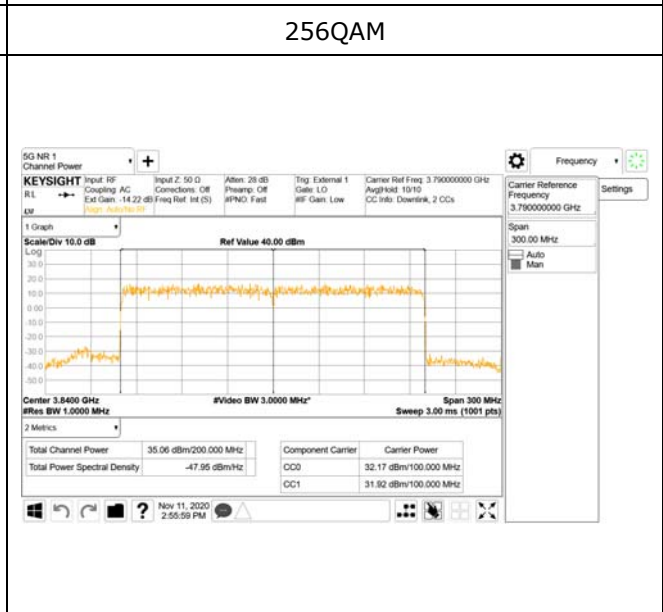 256QAM
5G NR 1
Channel Power
Frequency
KEYSIGHT
RL
Input: RF
Coupling: AC
Ext Gain: -14.22 dB
Align: Auto/No RF
Input Z: 50 Ω
Corrections: Off
Freq Ref: Int (S)
Atten: 28 dB
Preamp: Off
#PNO: Fast
Trig: External 1
Gate: LO
#IF Gain: Low
Carrier Ref Freq: 3.790000000 GHz
Avg|Hold: 10/10
CC Info: Downlink, 2 CCs
Carrier Reference
Frequency
3.790000000 GHz
Settings
Span
300.00 MHz
Auto
Man
1 Graph
Scale/Div 10.0 dB
Ref Value 40.00 dBm
Log
30.0
20.0
10.0
0.00
-10.0
-20.0
-30.0
-40.0
-50.0
Center 3.8400 GHz
#Video BW 3.0000 MHz*
Span 300 MHz
#Res BW 1.0000 MHz
Sweep 3.00 ms (1001 pts)
2 Metrics
Total Channel Power 35.06 dBm/200.000 MHz
Total Power Spectral Density -47.95 dBm/Hz
Component Carrier Carrier Power
CC0 32.17 dBm/100.000 MHz
CC1 31.92 dBm/100.000 MHz
Nov 11, 2020
2:55:59 PM